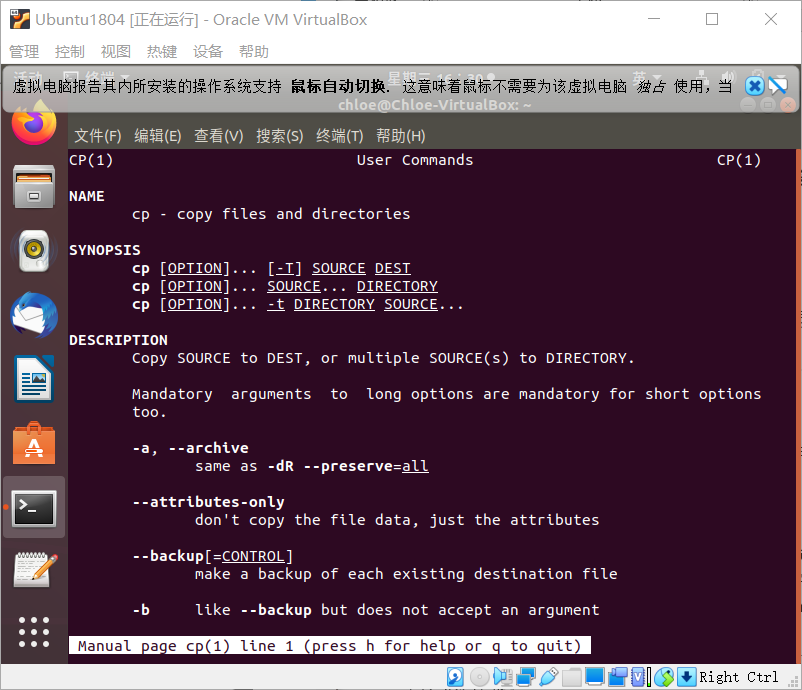 Ubuntu1804 [正在运行] - Oracle VM VirtualBox
管理 控制 视图 热键 设备 帮助
虚拟电脑报告其内所安装的操作系统支持 鼠标自动切换. 这意味着鼠标不需要为该虚拟电脑 独占 使用，当
chloe@Chloe-VirtualBox: ~
文件(F) 编辑(E) 查看(V) 搜索(S) 终端(T) 帮助(H)
CP(1) User Commands CP(1)
NAME
cp - copy files and directories
SYNOPSIS
cp [OPTION]... [-T] SOURCE DEST
cp [OPTION]... SOURCE... DIRECTORY
cp [OPTION]... -t DIRECTORY SOURCE...
DESCRIPTION
Copy SOURCE to DEST, or multiple SOURCE(s) to DIRECTORY.
Mandatory arguments to long options are mandatory for short options
too.
-a, --archive
same as -dR --preserve=all
--attributes-only
don't copy the file data, just the attributes
--backup[=CONTROL]
make a backup of each existing destination file
-b like --backup but does not accept an argument
Manual page cp(1) line 1 (press h for help or q to quit)
Right Ctrl